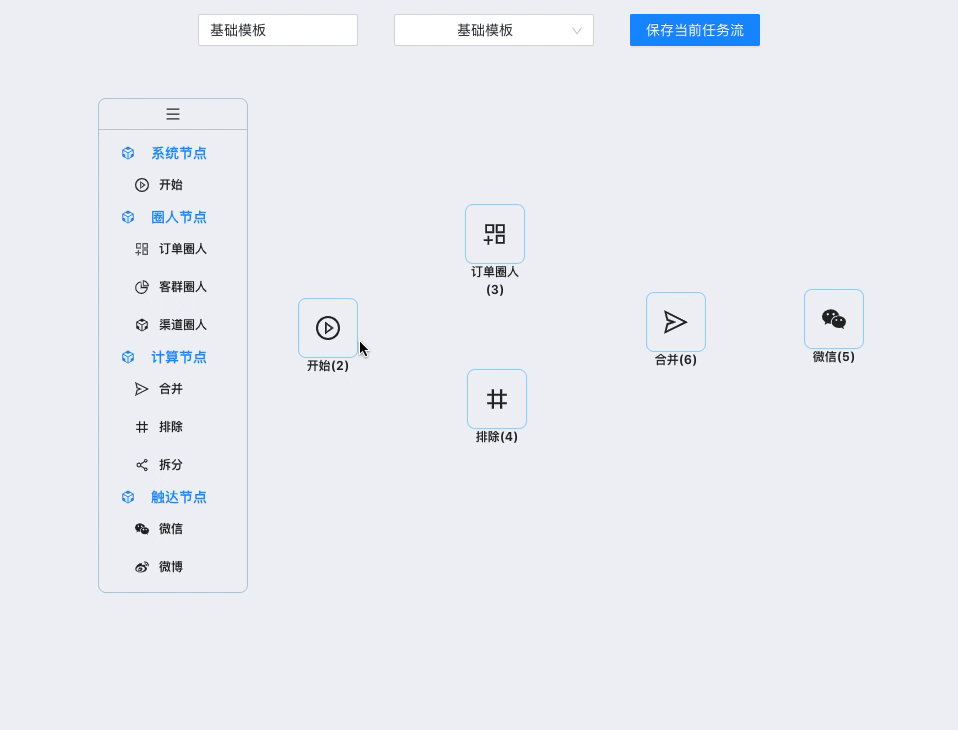 基础模板
基础模板
保存当前任务流
系统节点
开始
圈人节点
订单圈人
客群圈人
渠道圈人
计算节点
合并
排除
拆分
触达节点
微信
微博
开始(2)
订单圈人
(3)
排除(4)
合并(6)
微信(5)